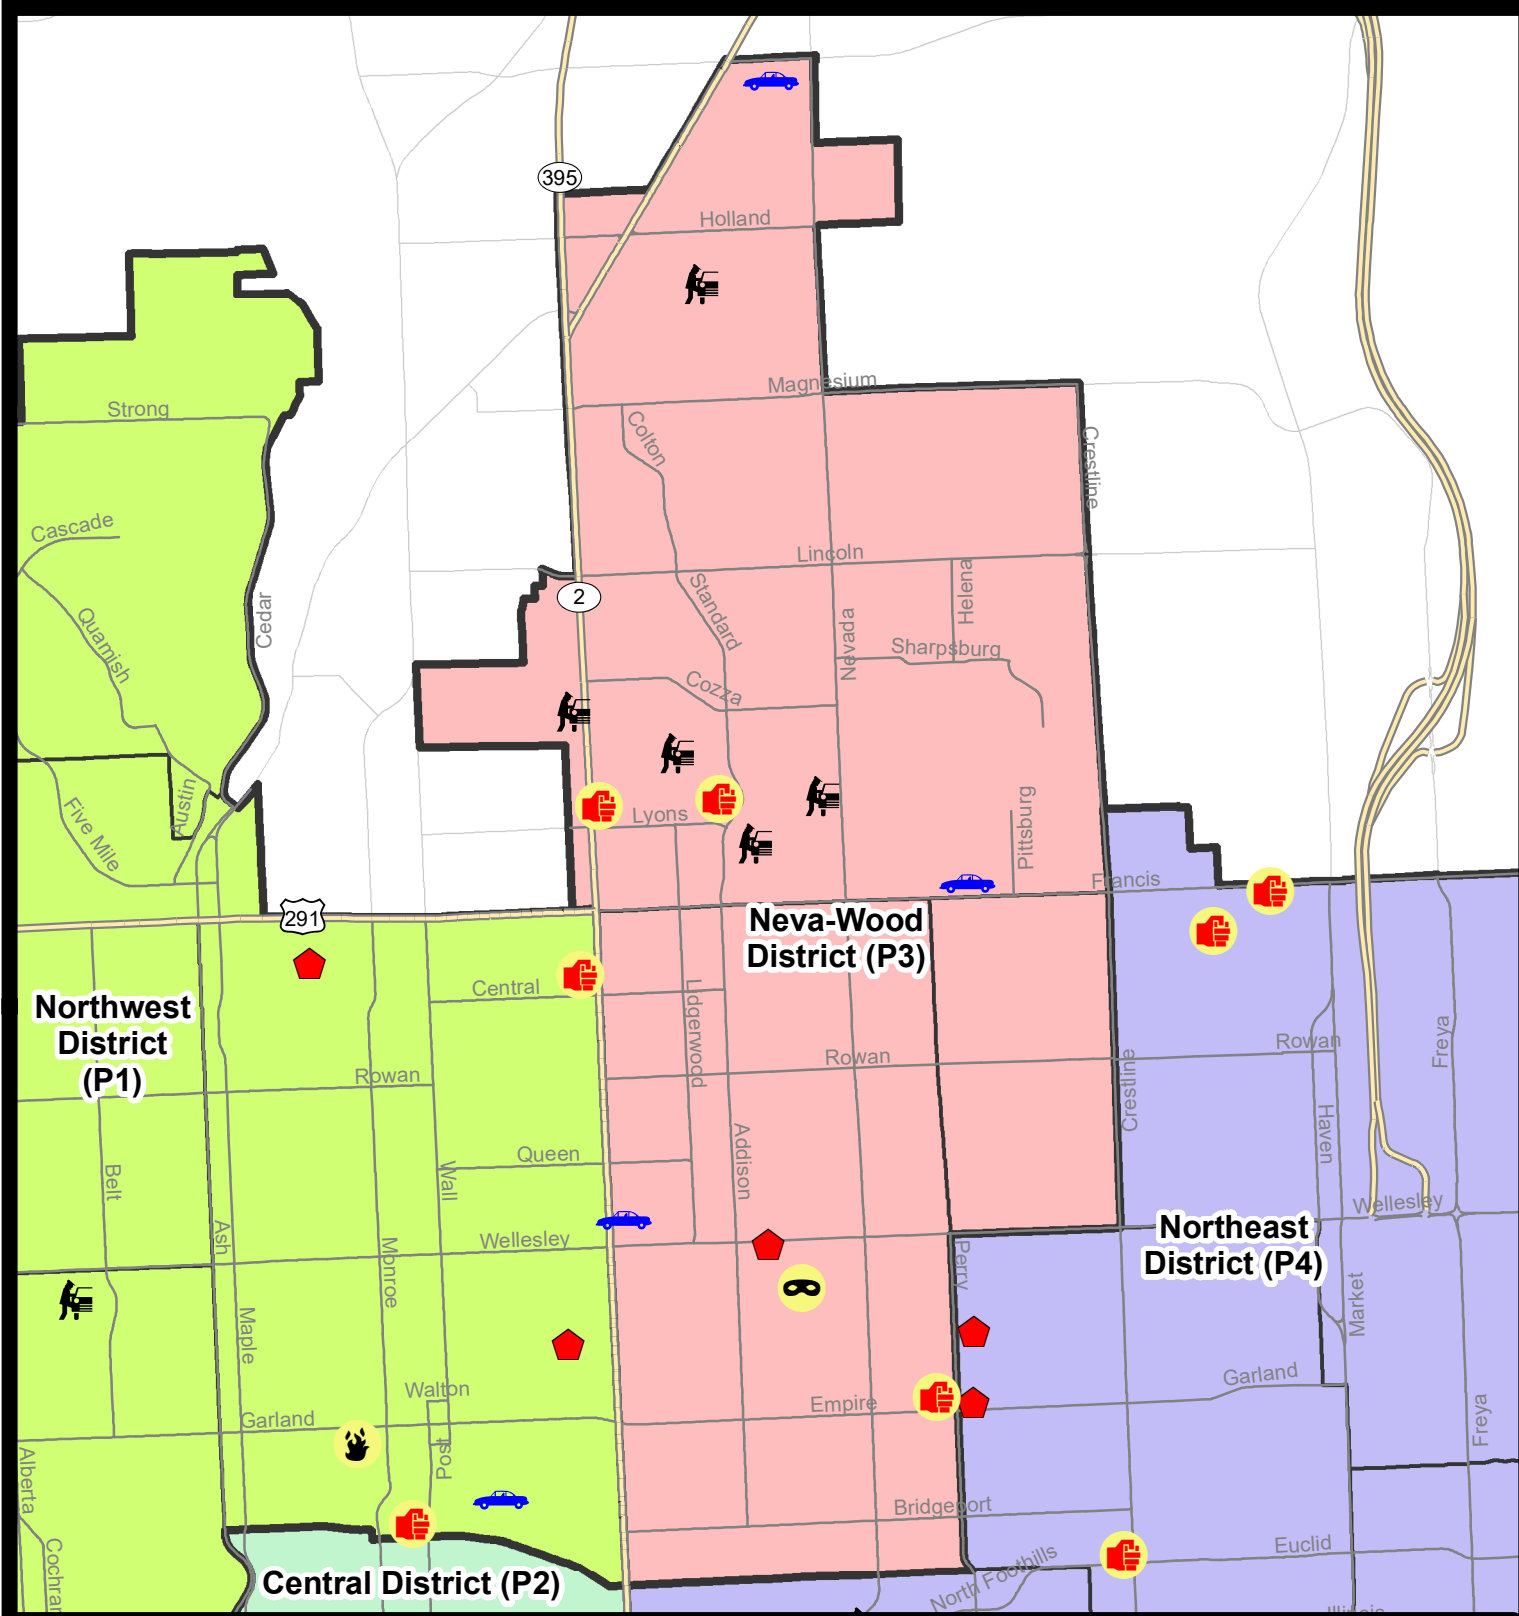 395
Holland
Magnesium
Strong
Colton
Crestline
Cascade
Lincoln
Standard
Helena
2
Cedar
Quamish
Nevada
Sharpsburg
Cozza
Five Mile
Austin
Lyons
Pittsburg
Francis
291
Neva-Wood
District (P3)
Northwest
District
(P1)
Central
Lidgerwood
Freya
Rowan
Rowan
Rowan
Crestline
Haven
Queen
Addison
Belt
Wall
Wellesley
Ash
Wellesley
Northeast
District (P4)
Monroe
Perry
Market
Maple
Walton
Garland
Garland
Empire
Freya
Post
Alberta
Bridgeport
Euclid
Cochran
Central District (P2)
North Foothills